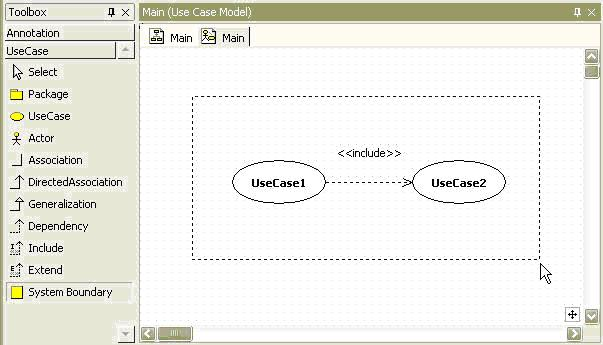 Toolbox
Main (Use Case Model)
Annotation
UseCase
Main
Main
Select
Package
UseCase
Actor
Association
DirectedAssociation
Generalization
Dependency
Include
Extend
System Boundary
<<include>>
UseCase1
UseCase2